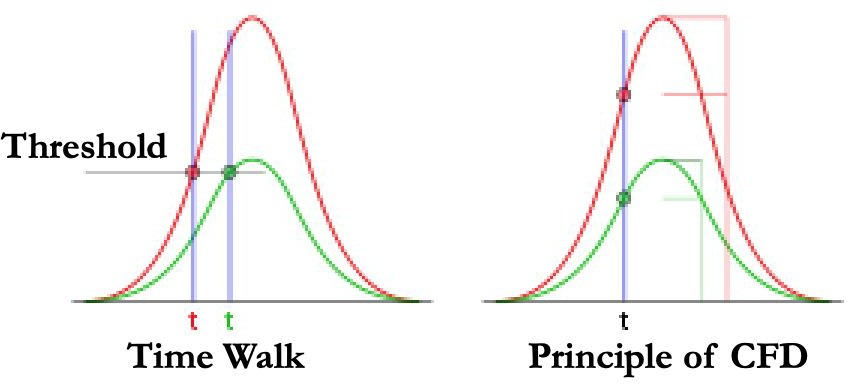 Threshold
t t
t
Time Walk
Principle of CFD